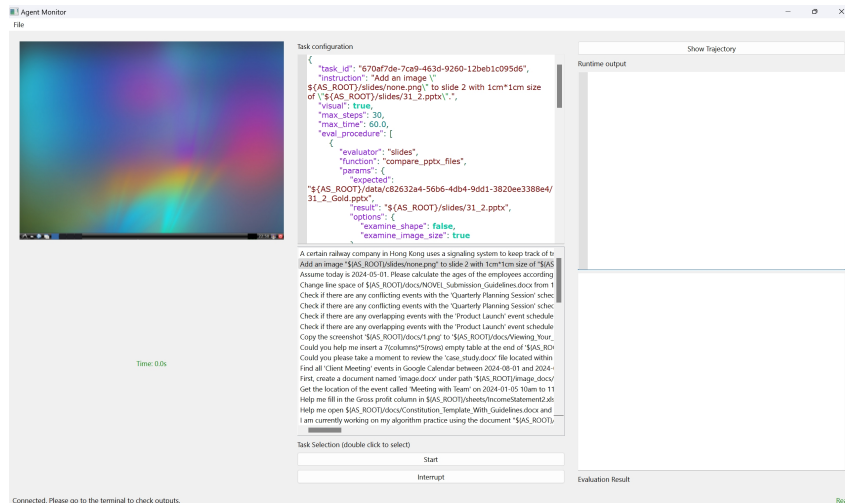 Agent Monitor
File
Task configuration
{
"task_id": "670af7de-7ca9-463d-9260-12beb1c095d6",
"instruction": "Add an image \"
${AS_ROOT}/slides/none.png\" to slide 2 with 1cm*1cm size
of \"${AS_ROOT}/slides/31_2.pptx\".",
"visual": true,
"max_steps": 30,
"max_time": 60.0,
"eval_procedure": [
{
"evaluator": "slides",
"function": "compare_pptx_files",
"params": {
"expected":
"${AS_ROOT}/data/c82632a4-56b6-4db4-9dd1-3820ee3388e4/
31_2_Gold.pptx",
"result": "${AS_ROOT}/slides/31_2.pptx",
"options": {
"examine_shape": false,
"examine_image_size": true
A certain railway company in Hong Kong uses a signaling system to keep track of
Add an image "${AS_ROOT}/slides/none.png" to slide 2 with 1cm*1cm size of "${AS
Assume today is 2024-05-01. Please calculate the ages of the employees according
Change line space of ${AS_ROOT}/docs/NOVEL_Submission_Guidelines.docx from 1
Check if there are any conflicting events with the 'Quarterly Planning Session' sched
Check if there are any conflicting events with the 'Quarterly Planning Session' sched
Check if there are any overlapping events with the 'Product Launch' event schedule
Check if there are any overlapping events with the 'Product Launch' event schedule
Copy the screenshot '${AS_ROOT}/docs/1.png' to '${AS_ROOT}/docs/Viewing_Your_
Could you help me insert a 7(columns)*5(rows) empty table at the end of '${AS_RO
Could you please take a moment to review the 'case_study.docx' file located within
Find all 'Client Meeting' events in Google Calendar between 2024-08-01 and 2024-
First, create a document named 'image.docx' under path '${AS_ROOT}/image_docs/
Get the location of the event called 'Meeting with Team' on 2024-01-05 10am to 11
Help me fill in the Gross profit column in ${AS_ROOT}/sheets/IncomeStatement2.xls
Help me open ${AS_ROOT}/docs/Constitution_Template_With_Guidelines.docx and
I am currently working on my algorithm practice using the document "${AS_ROOT}/
Task Selection (double click to select)
Start
Interrupt
Time: 0.0s
Show Trajectory
Runtime output
Evaluation Result
Connected. Please go to the terminal to check outputs.